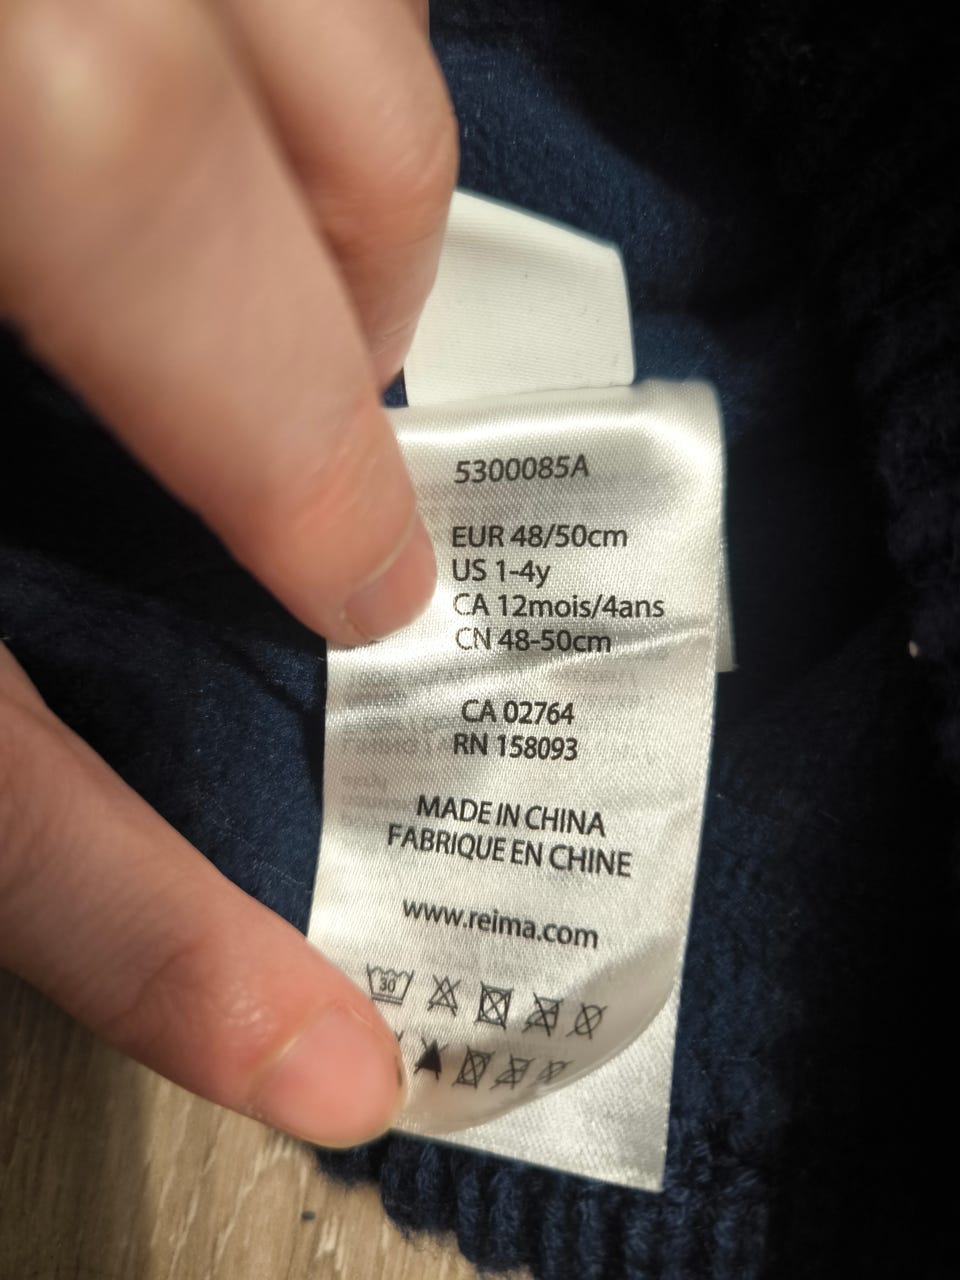 5300085A
EUR 48/50cm
US 1-4y
CA 12mois/4ans
CN 48-50cm
CA 02764
RN 158093
MADE IN CHINA
FABRIQUE EN CHINE
www.reima.com
30